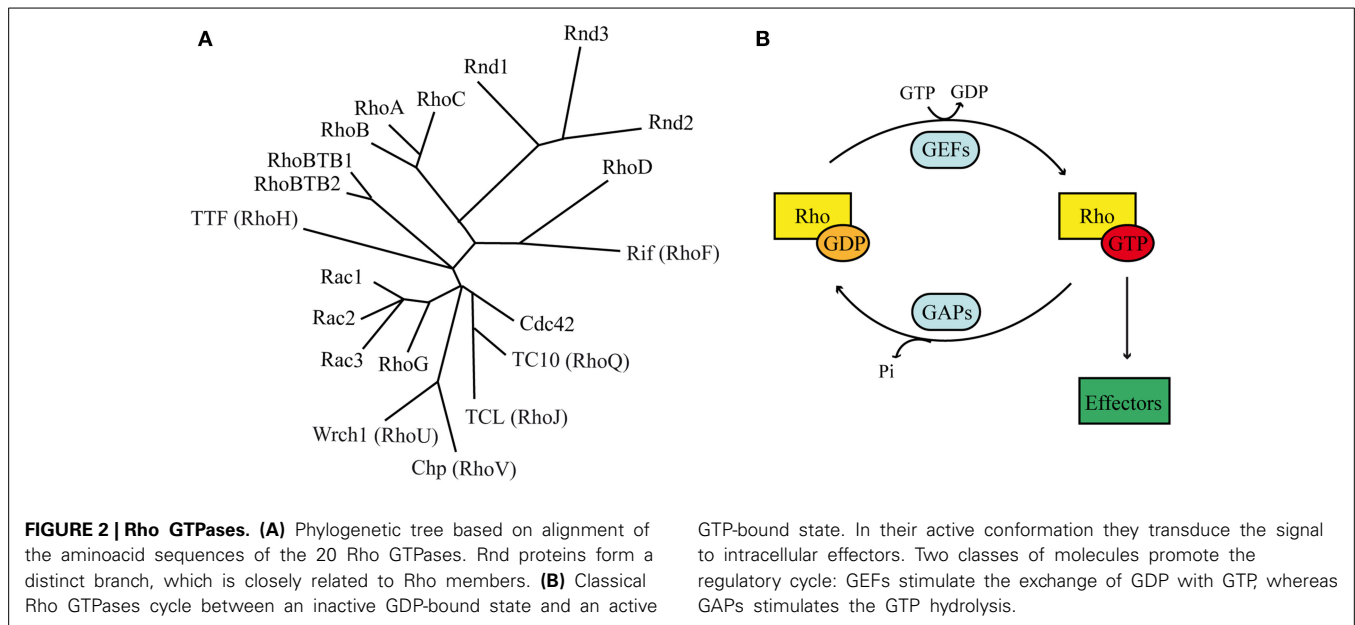 A
Rnd3
Rnd1
RhoC
RhoA
RhoB
Rnd2
RhoBTB1
RhoBTB2
RhoD
TTF (RhoH)
Rif (RhoF)
Rac1
Rac2
Rac3
RhoG
Cdc42
TC10 (RhoQ)
TCL (RhoJ)
Wrch1 (RhoU)
Chp (RhoV)
B
GTP GDP
GEFs
Rho
GDP
Rho
GTP
GAPs
Pi
Effectors
FIGURE 2 | Rho GTPases. (A) Phylogenetic tree based on alignment of
the aminoacid sequences of the 20 Rho GTPases. Rnd proteins form a
distinct branch, which is closely related to Rho members. (B) Classical
Rho GTPases cycle between an inactive GDP-bound state and an active
GTP-bound state. In their active conformation they transduce the signal
to intracellular effectors. Two classes of molecules promote the
regulatory cycle: GEFs stimulate the exchange of GDP with GTP, whereas
GAPs stimulates the GTP hydrolysis.